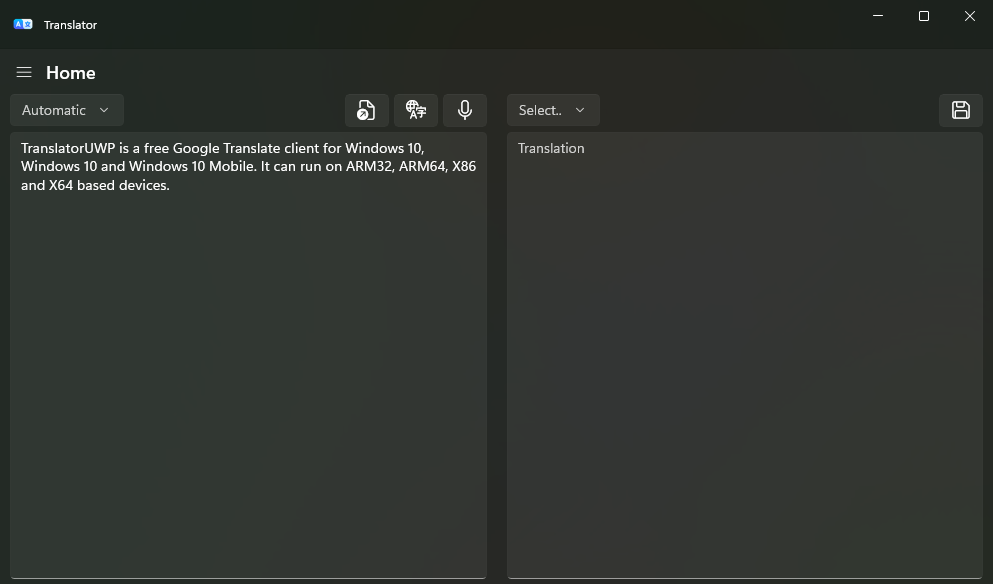 Translator
Home
Automatic
Select..
TranslatorUWP is a free Google Translate client for Windows 10,
Windows 10 and Windows 10 Mobile. It can run on ARM32, ARM64, X86
and X64 based devices.
Translation